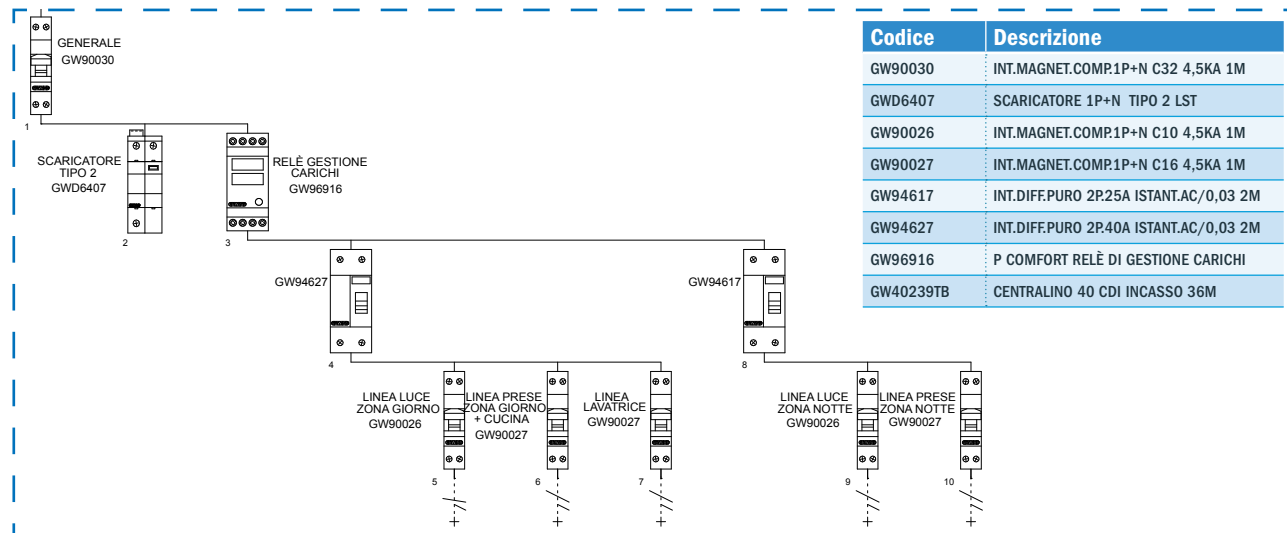 GENERALE
GW90030
1
SCARICATORE
TIPO 2
GWD6407
2
RELÈ GESTIONE
CARICHI
GW96916
3
GW94627
4
GW94617
8
LINEA LUCE
ZONA GIORNO
GW90026
5
LINEA PRESE
ZONA GIORNO
+ CUCINA
GW90027
6
LINEA
LAVATRICE
GW90027
7
LINEA LUCE
ZONA NOTTE
GW90026
9
LINEA PRESE
ZONA NOTTE
GW90027
10
Codice Descrizione
GW90030 INT.MAGNET.COMP.1P+N C32 4,5KA 1M
GWD6407 SCARICATORE 1P+N TIPO 2 LST
GW90026 INT.MAGNET.COMP.1P+N C10 4,5KA 1M
GW90027 INT.MAGNET.COMP.1P+N C16 4,5KA 1M
GW94617 INT.DIFF.PURO 2P.25A ISTANT.AC/0,03 2M
GW94627 INT.DIFF.PURO 2P.40A ISTANT.AC/0,03 2M
GW96916 P COMFORT RELÈ DI GESTIONE CARICHI
GW40239TB CENTRALINO 40 CDI INCASSO 36M